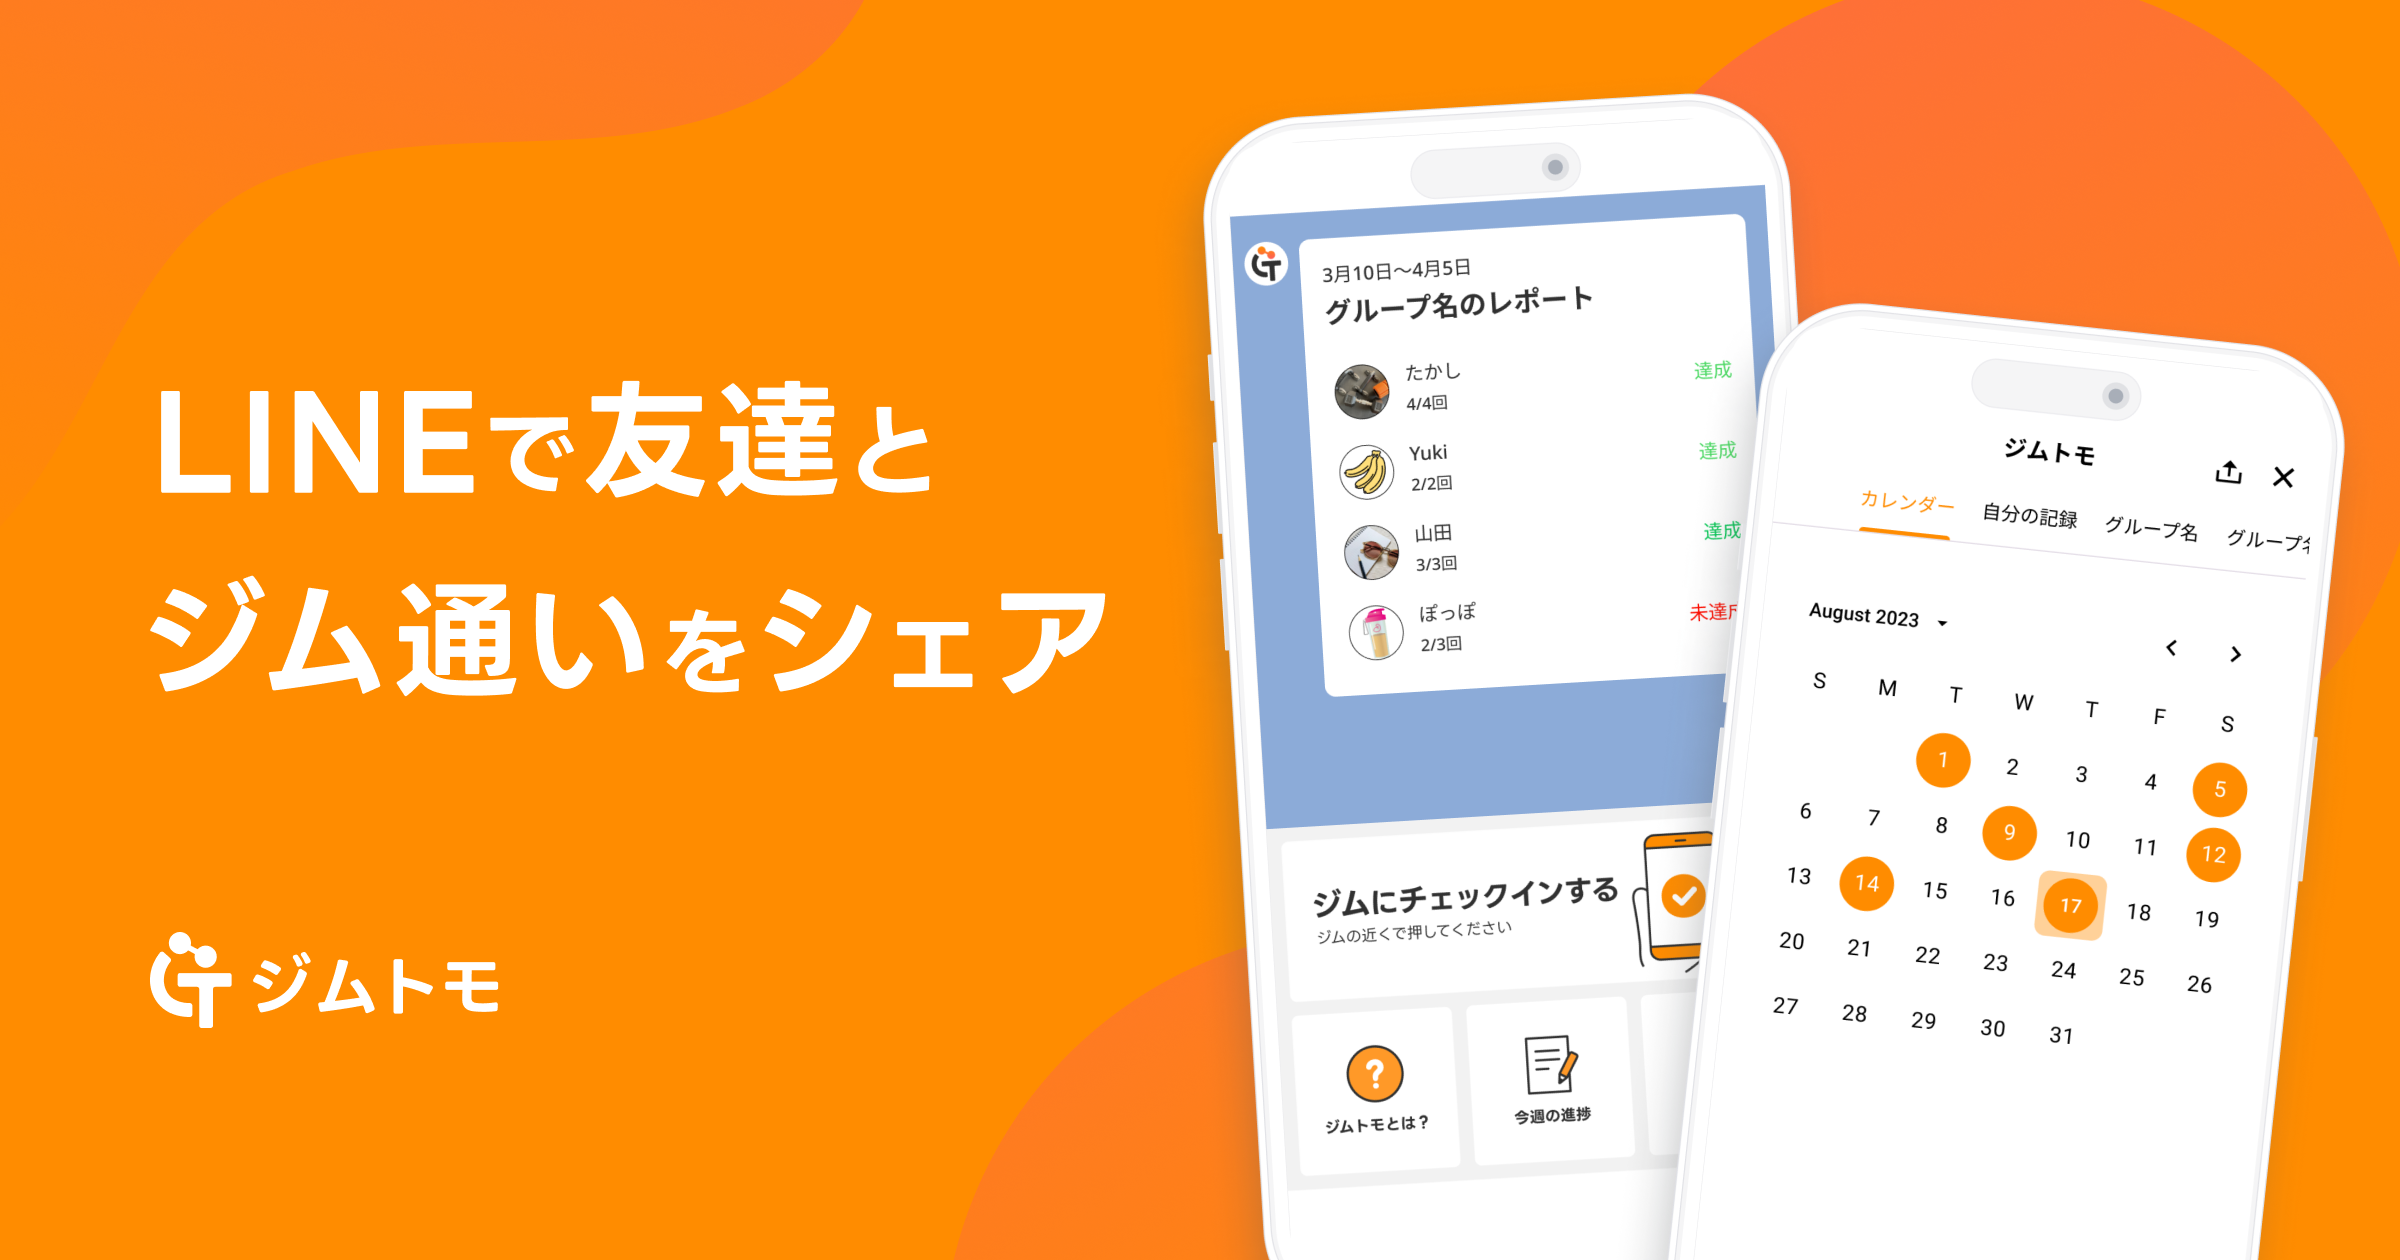 LINEで友達と
ジム通いをシェア
ジムトモ
3月10日〜4月5日
グループ名のレポート
たかし
4/4回
達成
Yuki
2/2回
達成
山田
3/3回
達成
ぽっぽ
2/3回
未達成
ジムにチェックインする
ジムの近くで押してください
ジムトモとは？
今週の進捗
ジムトモ
カレンダー 自分の記録 グループ名 グループ名
August 2023
S M T W T F S
1 2 3 4 5
6 7 8 9 10 11 12
13 14 15 16 17 18 19
20 21 22 23 24 25 26
27 28 29 30 31